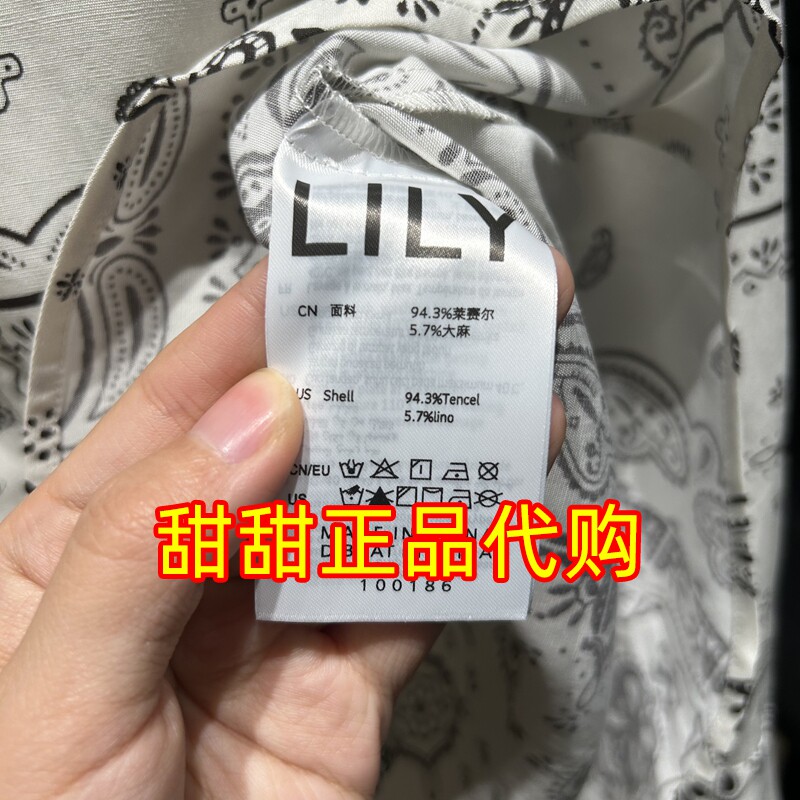 LILY
CN 面料 94.3%莱赛尔
5.7%大麻
US Shell 94.3%Tencel
5.7%lino
CN/EU
US
甜甜正品代购
100186